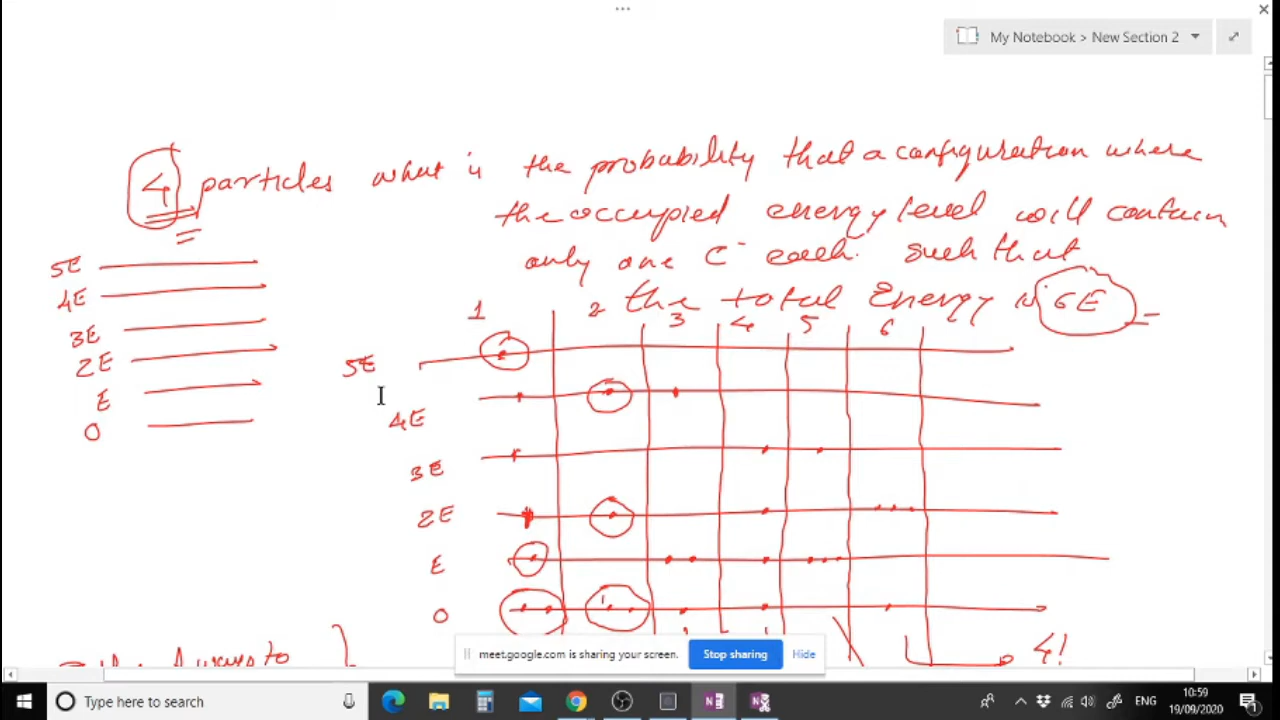 ...
My Notebook > New Section 2
4 particles what is the probability that a configuration where
the occupied energy level will contain
only one e⁻ each. such that
the total Energy is 6E
5E
4E
3E
2E
E
0
1 2 3 4 5 6
5E
4E
3E
2E
E
0
4!
ways to
meet.google.com is sharing your screen. Stop sharing Hide
Type here to search
ENG
10:59
19/09/2020
1